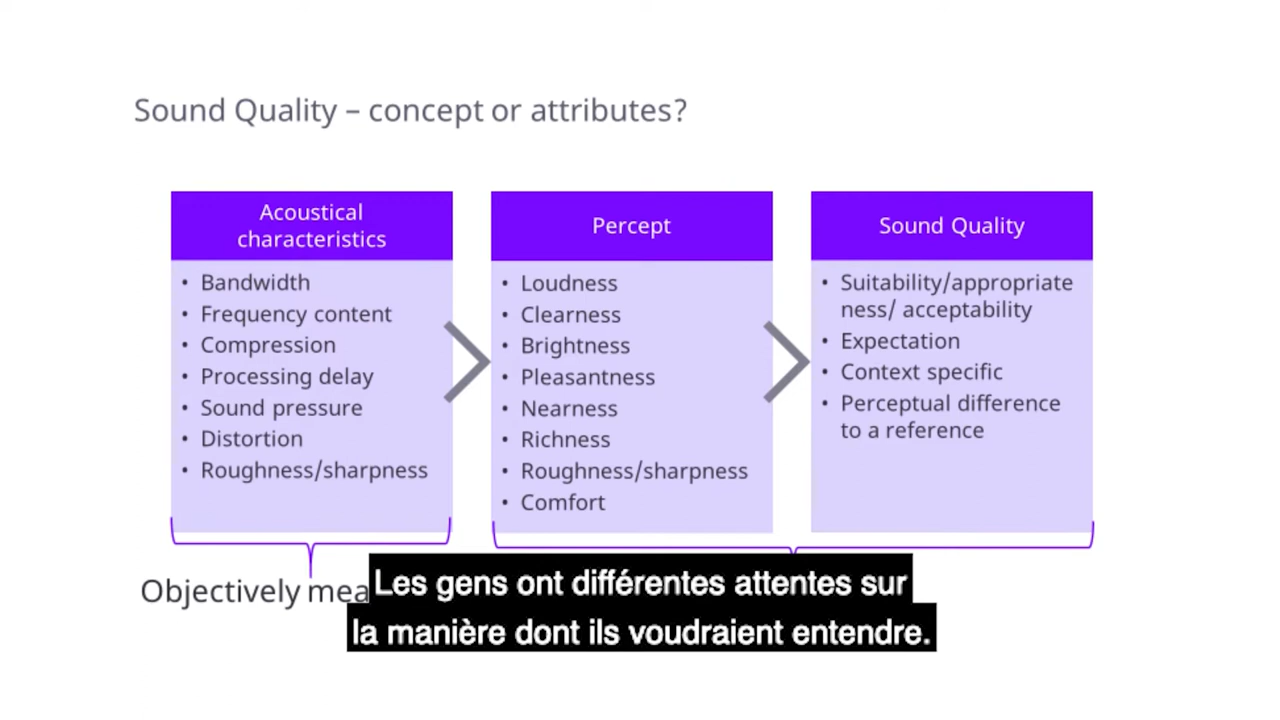 Sound Quality – concept or attributes?
Acoustical
characteristics
• Bandwidth
• Frequency content
• Compression
• Processing delay
• Sound pressure
• Distortion
• Roughness/sharpness
Percept
• Loudness
• Clearness
• Brightness
• Pleasantness
• Nearness
• Richness
• Roughness/sharpness
• Comfort
Sound Quality
• Suitability/appropriate
ness/ acceptability
• Expectation
• Context specific
• Perceptual difference
to a reference
Objectively mea
Les gens ont différentes attentes sur
la manière dont ils voudraient entendre.